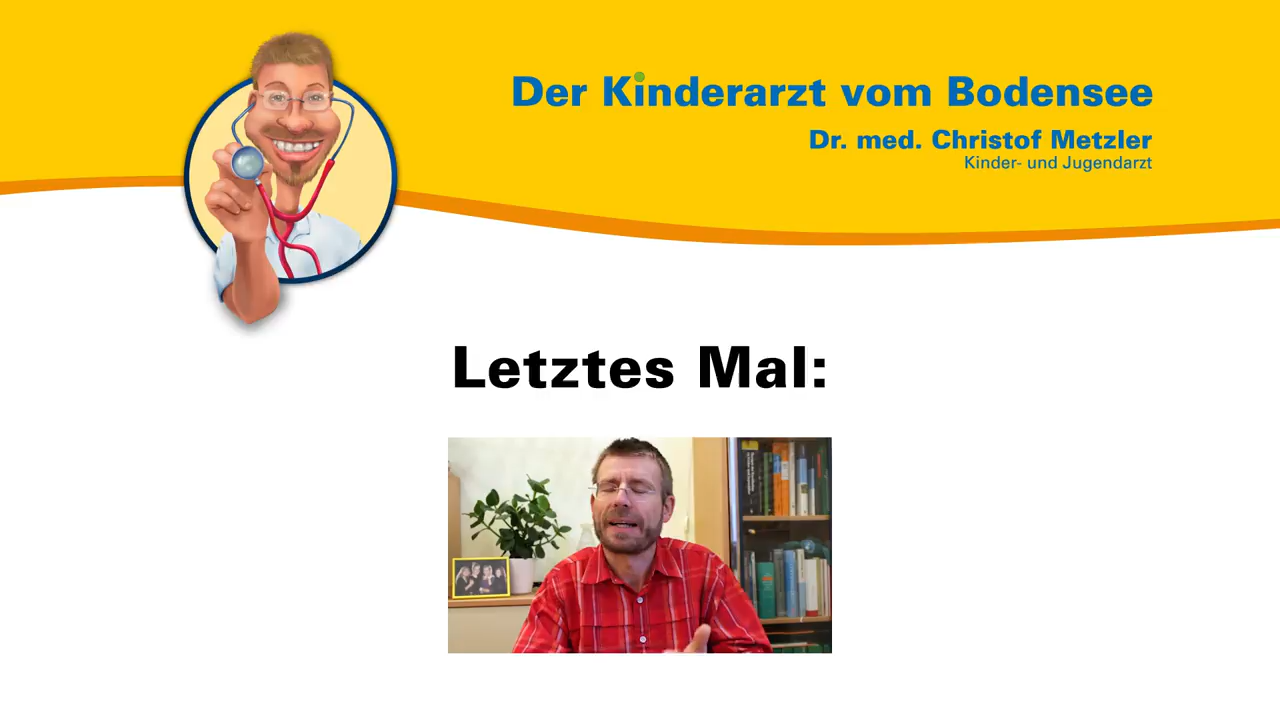 Der Kinderarzt vom Bodensee
Dr. med. Christof Metzler
Kinder- und Jugendarzt
Letztes Mal: